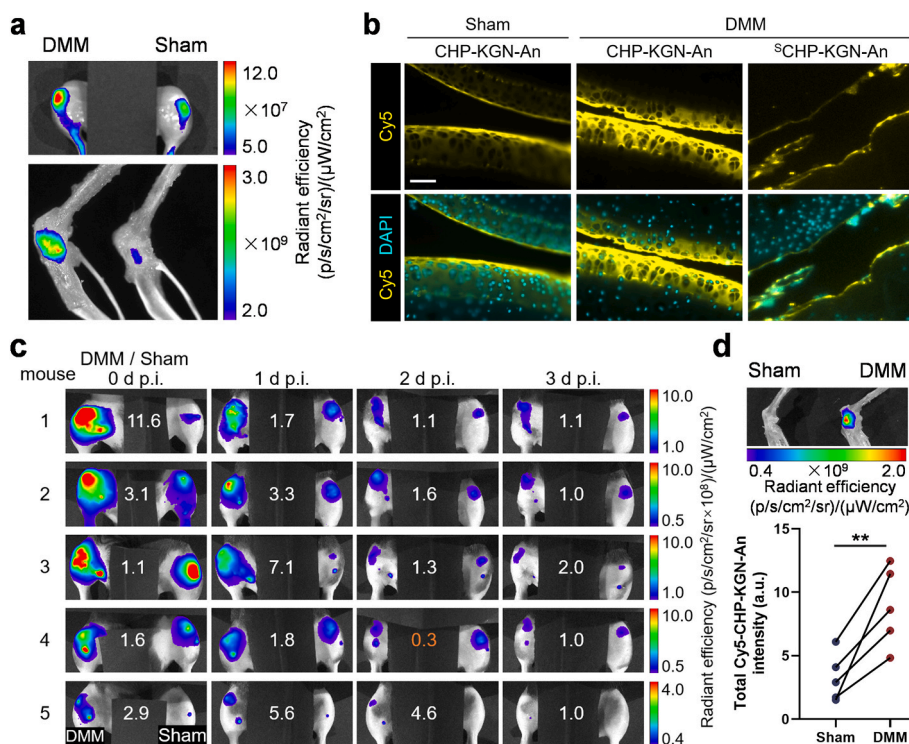 a
DMM
Sham
12.0
×10⁷
5.0
3.0
×10⁹
2.0
Radiant efficiency
(p/s/cm²/sr)/(µW/cm²)
b
Sham
DMM
CHP-KGN-An
CHP-KGN-An
ˢCHP-KGN-An
Cy5
Cy5 DAPI
c
DMM / Sham
mouse
0 d p.i.
1 d p.i.
2 d p.i.
3 d p.i.
1
11.6
1.7
1.1
1.1
10.0
1.0
2
3.1
3.3
1.6
1.0
10.0
0.5
3
1.1
7.1
1.3
2.0
10.0
1.0
4
1.6
1.8
0.3
1.0
10.0
0.5
5
2.9
5.6
4.6
1.0
4.0
0.4
DMM
Sham
Radiant efficiency (p/s/cm²/sr×10⁸)/(µW/cm²)
d
Sham
DMM
0.4
×10⁹
2.0
Radiant efficiency
(p/s/cm²/sr)/(µW/cm²)
Total Cy5-CHP-KGN-An
intensity (a.u.)
15
10
5
0
**
Sham
DMM